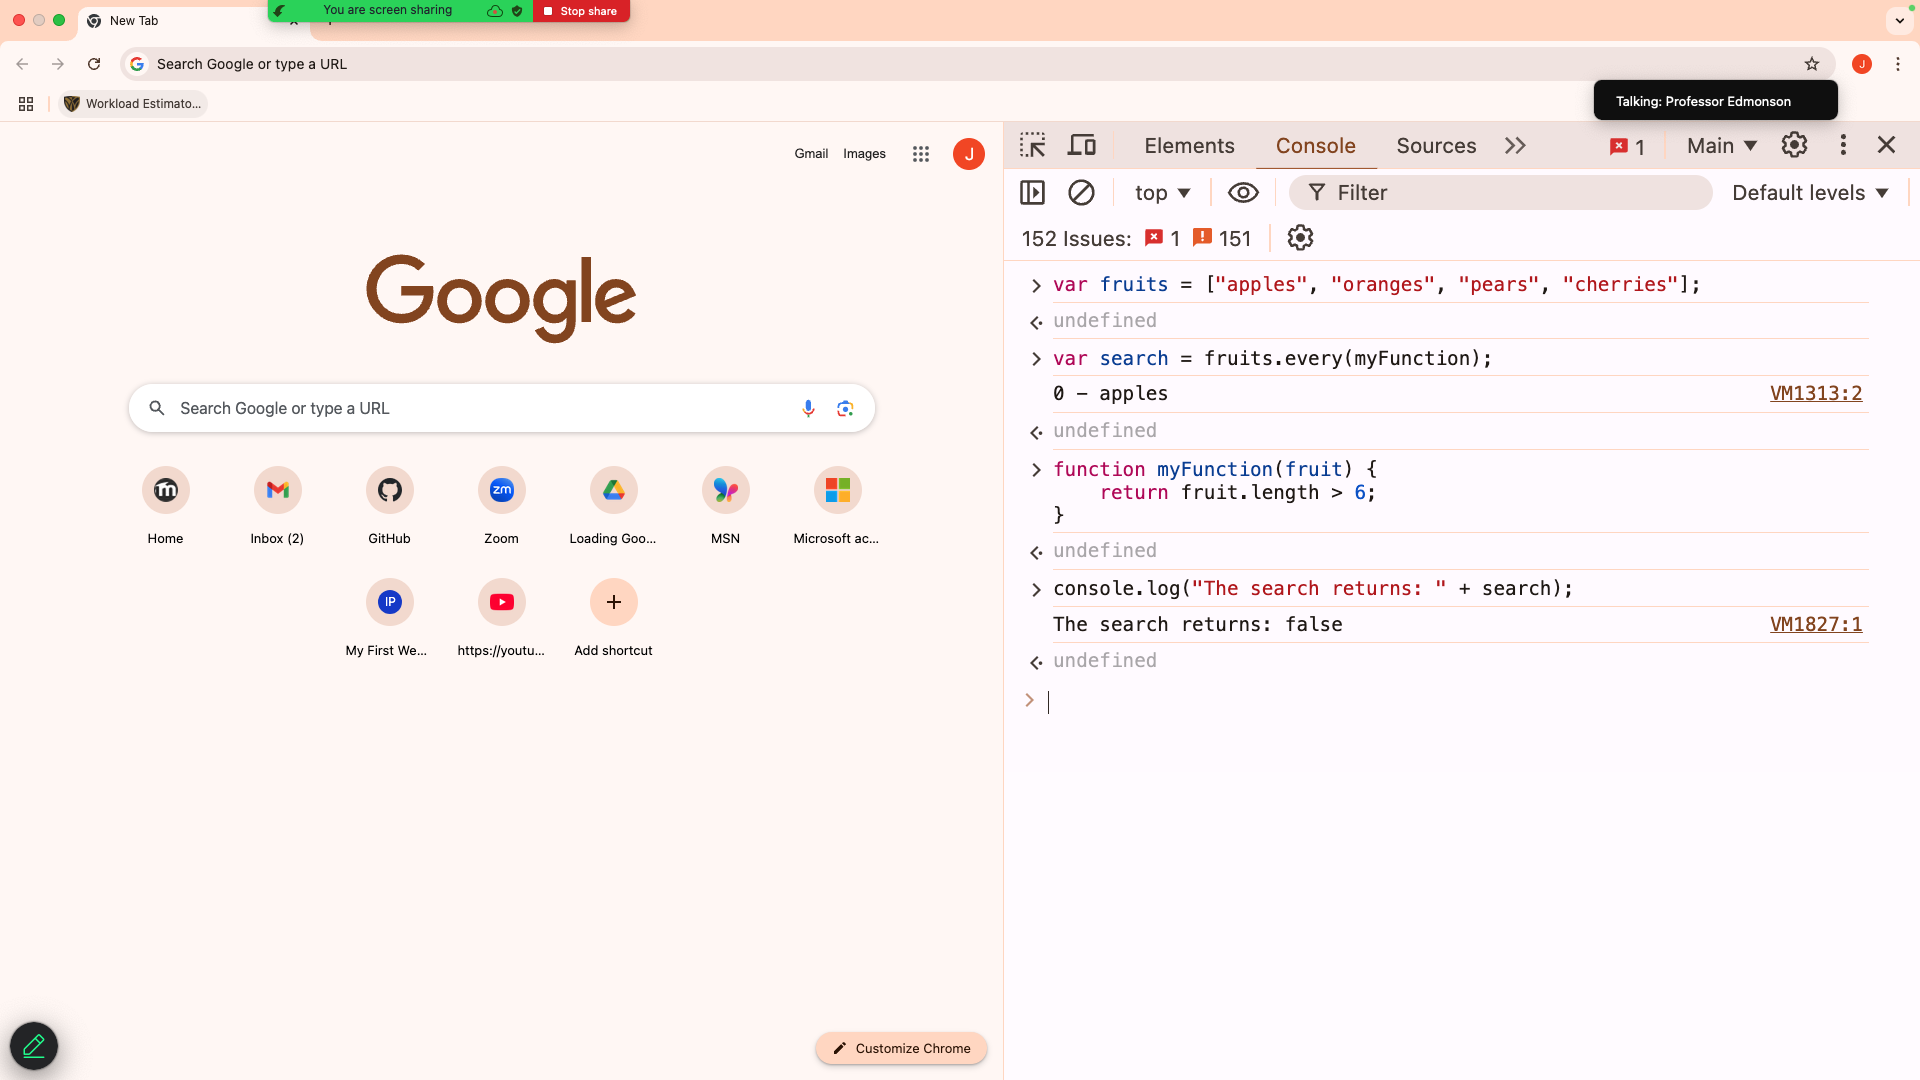 New Tab
You are screen sharing
Stop share
Search Google or type a URL
J
Workload Estimato...
Talking: Professor Edmonson
Gmail
Images
J
Google
Search Google or type a URL
Home
Inbox (2)
GitHub
zm
Zoom
Loading Goo...
MSN
Microsoft ac...
IP
My First We...
https://youtu...
Add shortcut
Customize Chrome
Elements
Console
Sources
1
Main
top
Filter
Default levels
152 Issues: 1 151
var fruits = ["apples", "oranges", "pears", "cherries"];
undefined
var search = fruits.every(myFunction);
0 - apples VM1313:2
undefined
function myFunction(fruit) {
return fruit.length > 6;
}
undefined
console.log("The search returns: " + search);
The search returns: false VM1827:1
undefined